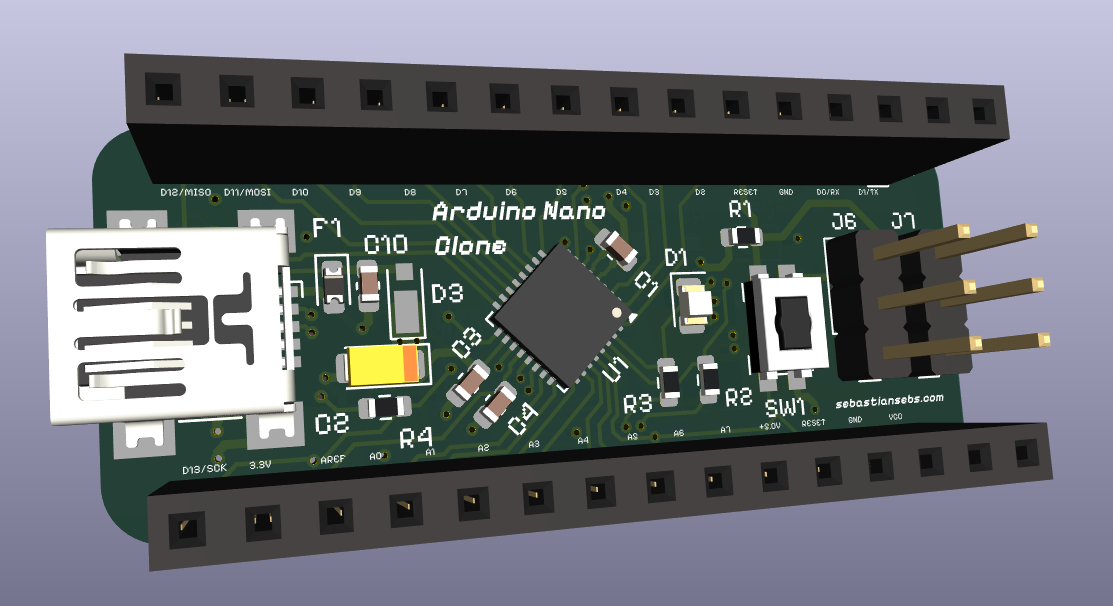 D12/MISO D11/MOSI D10 D9 D8 D7 D6 D5 D4 D3 D2 RESET GND D0/RX D1/TX
Arduino Nano
Clone
F1
C10
D3
C3
C4
C2
R4
U1
C1
D1
R1
J6 J7
R3
R2
SW1
sebastiansebs.com
D13/SCK 3.3V AREF A0 A1 A2 A3 A4 A5 A6 A7 +5.0V RESET GND VCC